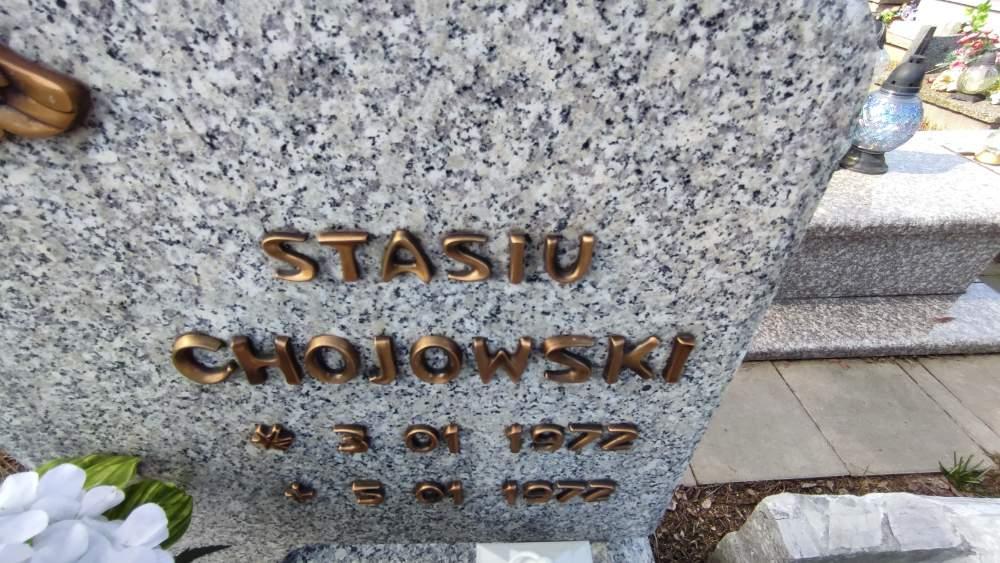 STASIU
CHOJOWSKI
* 3 01 1972
+ 5 01 1972